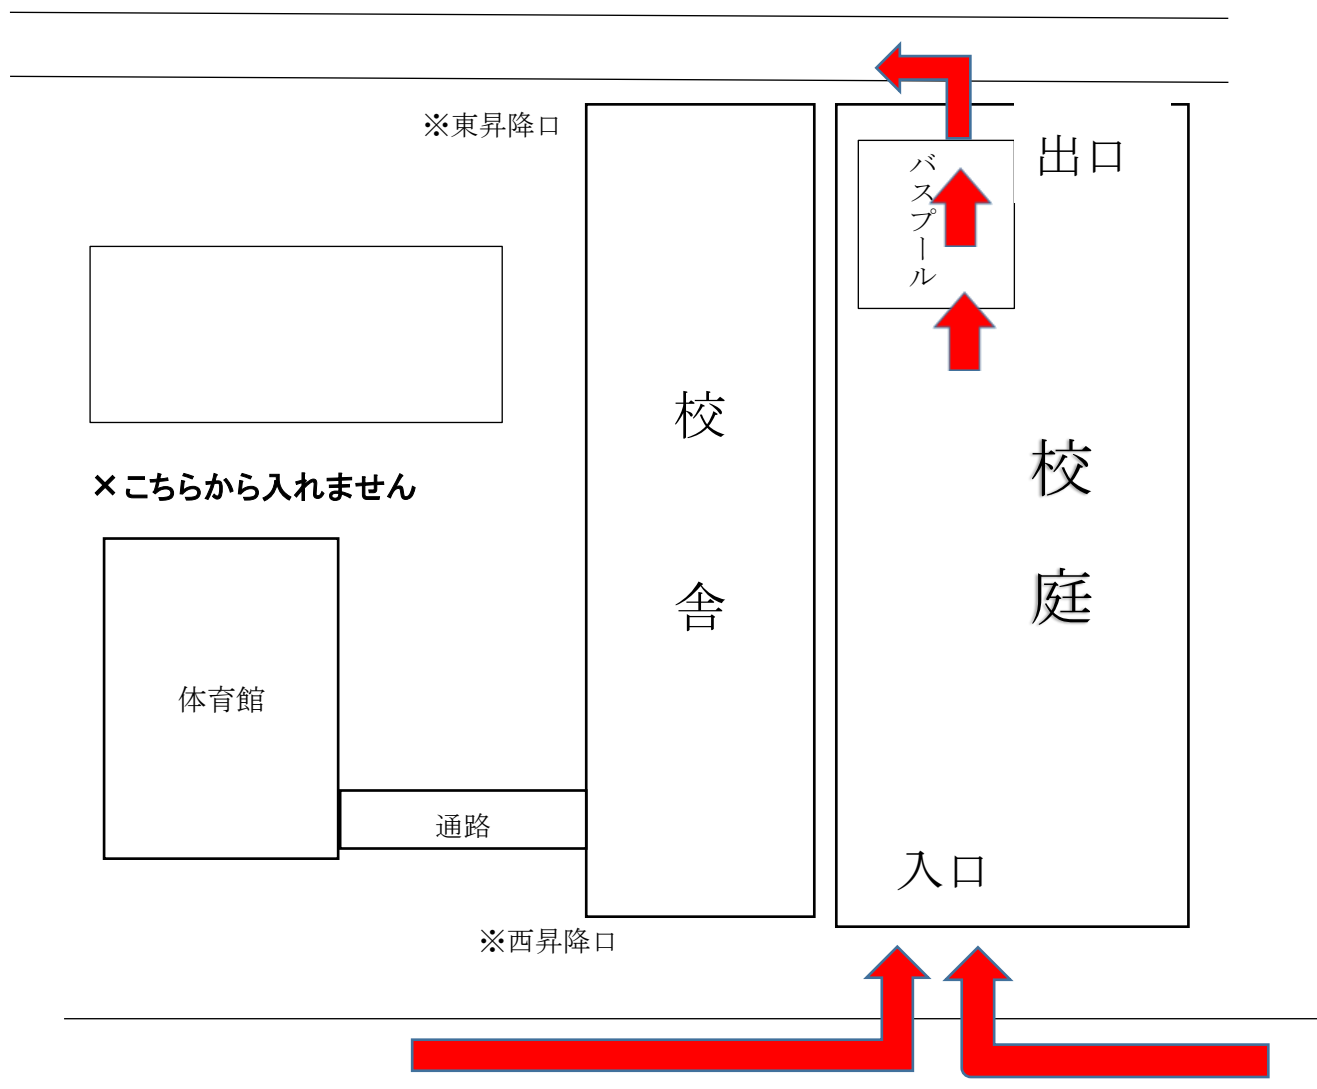 ※東昇降口
出口
バスプール
×こちらから入れません
校舎
校庭
体育館
通路
入口
※西昇降口